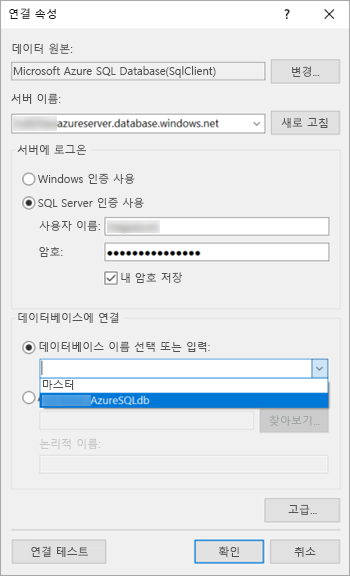 연결 속성
?
데이터 원본:
Microsoft Azure SQL Database(SqlClient)
변경...
서버 이름:
azureserver.database.windows.net
새로 고침
서버에 로그온
Windows 인증 사용
SQL Server 인증 사용
사용자 이름:
암호:
●●●●●●●●●●●●●●●
내 암호 저장
데이터베이스에 연결
데이터베이스 이름 선택 또는 입력:
마스터
AzureSQLdb
찾아보기...
논리적 이름:
고급...
연결 테스트
확인
취소